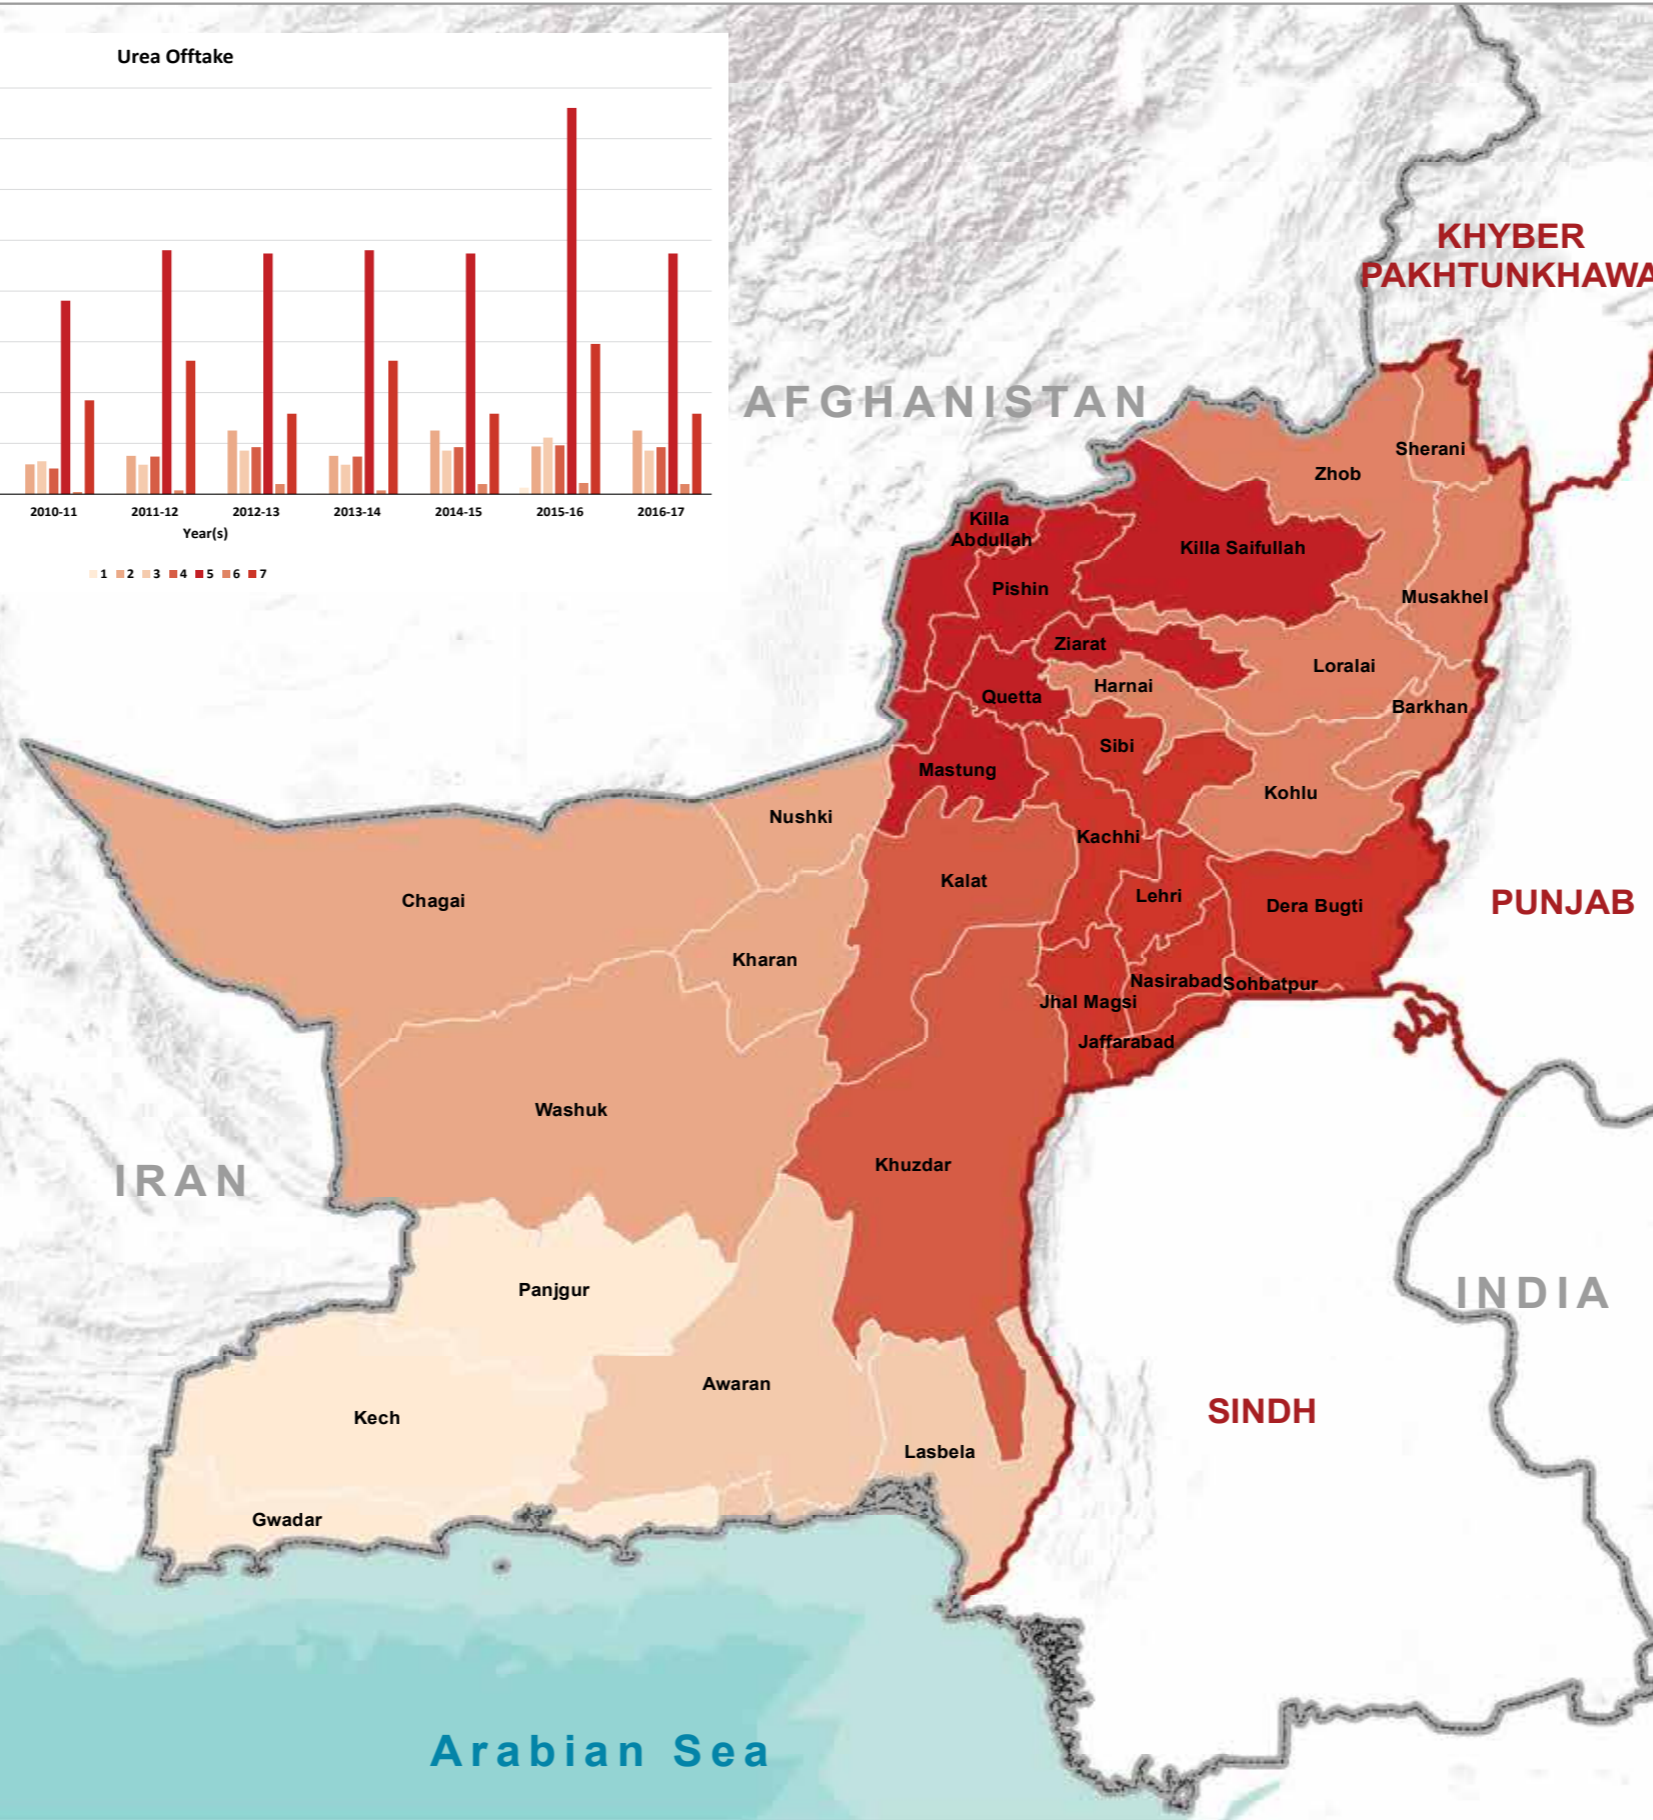 Urea Offtake
2010-11 2011-12 2012-13 2013-14 2014-15 2015-16 2016-17
Year(s)
1 2 3 4 5 6 7
KHYBER
PAKHTUNKHAWA
AFGHANISTAN
Sherani
Zhob
Killa
Abdullah
Killa Saifullah
Pishin
Musakhel
Ziarat
Loralai
Harnai
Quetta
Barkhan
Sibi
Mastung
Kohlu
Nushki
Kachhi
Kalat
Lehri
Chagai
Dera Bugti
PUNJAB
Kharan
Nasirabad
Sohbatpur
Jhal Magsi
Jaffarabad
Washuk
Khuzdar
IRAN
Panjgur
INDIA
Awaran
Kech
SINDH
Lasbela
Gwadar
Arabian Sea